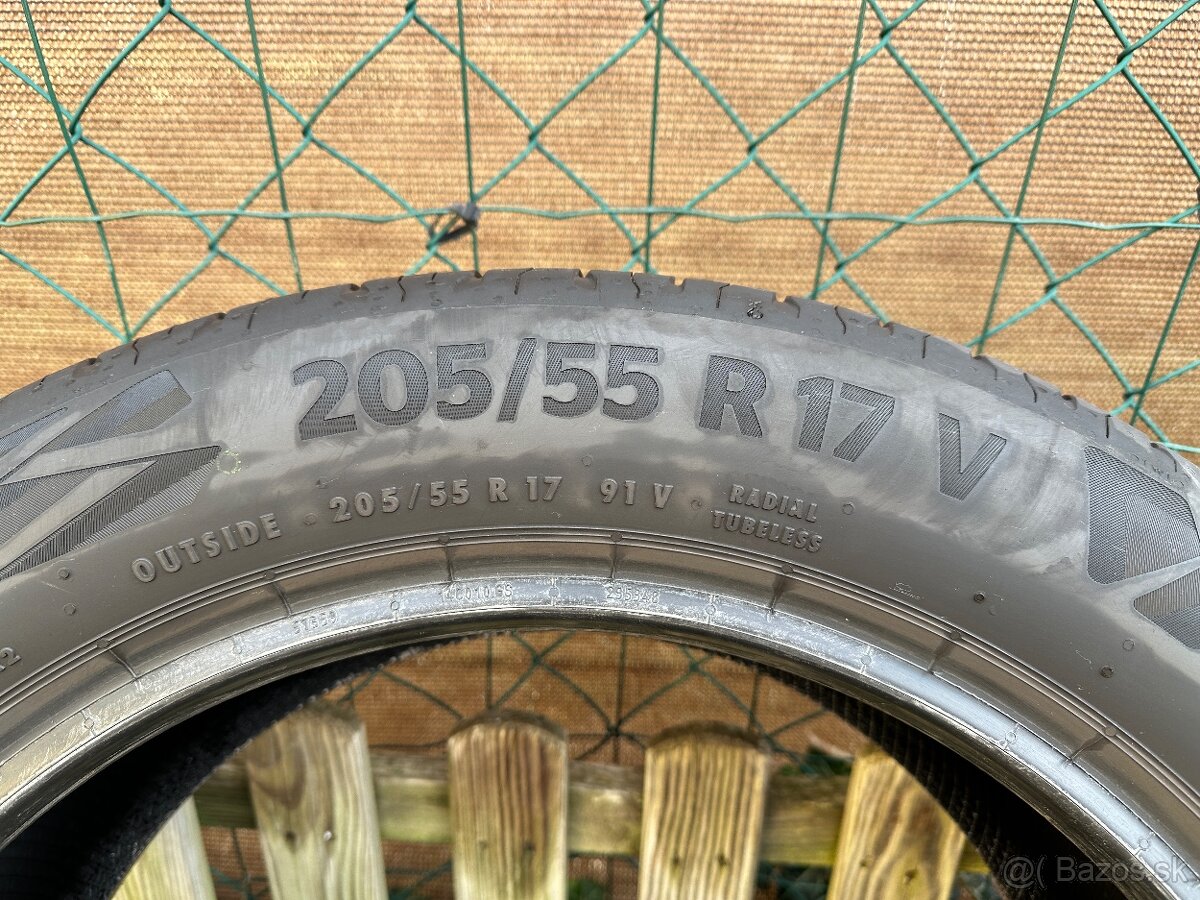 205/55 R 17 V
OUTSIDE 205/55 R 17 91 V RADIAL
TUBELESS
@( Bazos.sk